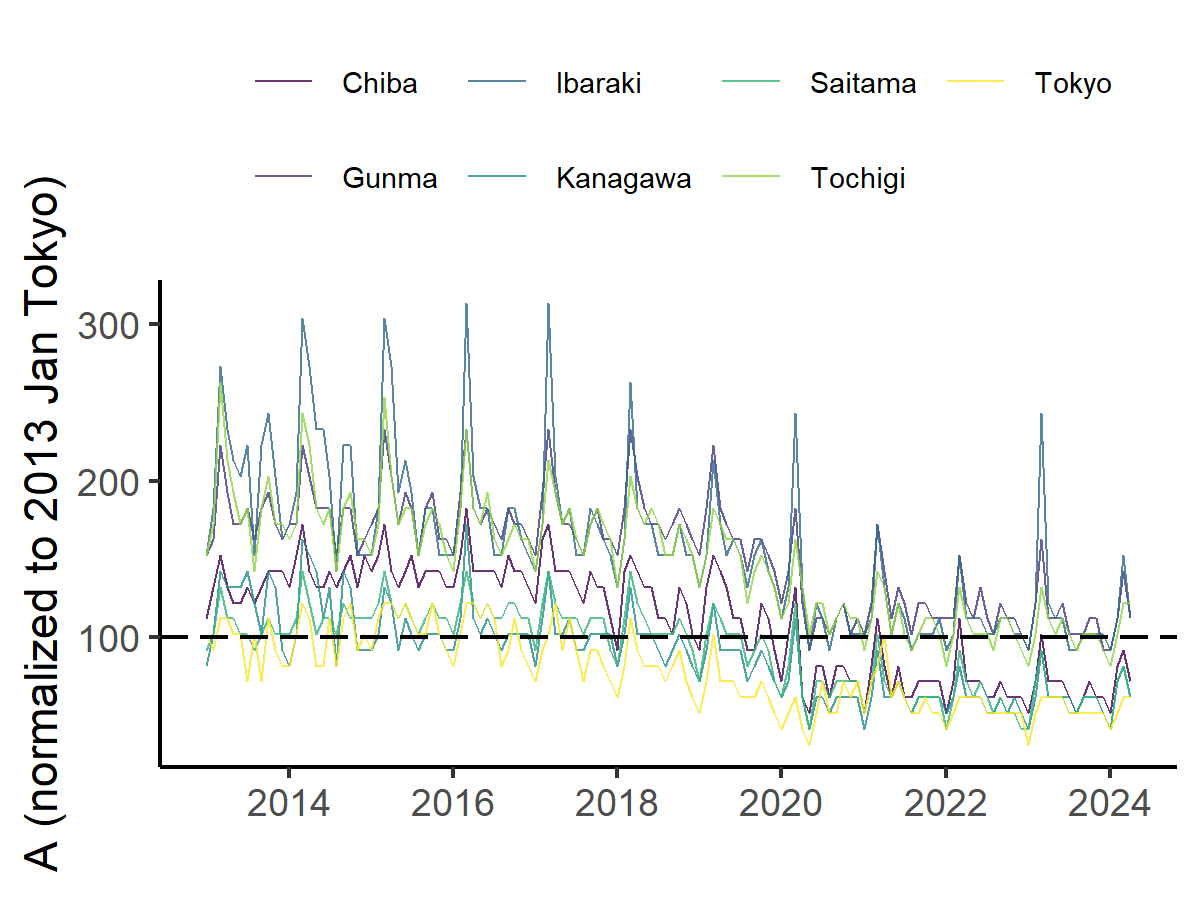 Chiba
Ibaraki
Saitama
Tokyo
Gunma
Kanagawa
Tochigi
A (normalized to 2013 Jan Tokyo)
300
200
100
2014
2016
2018
2020
2022
2024